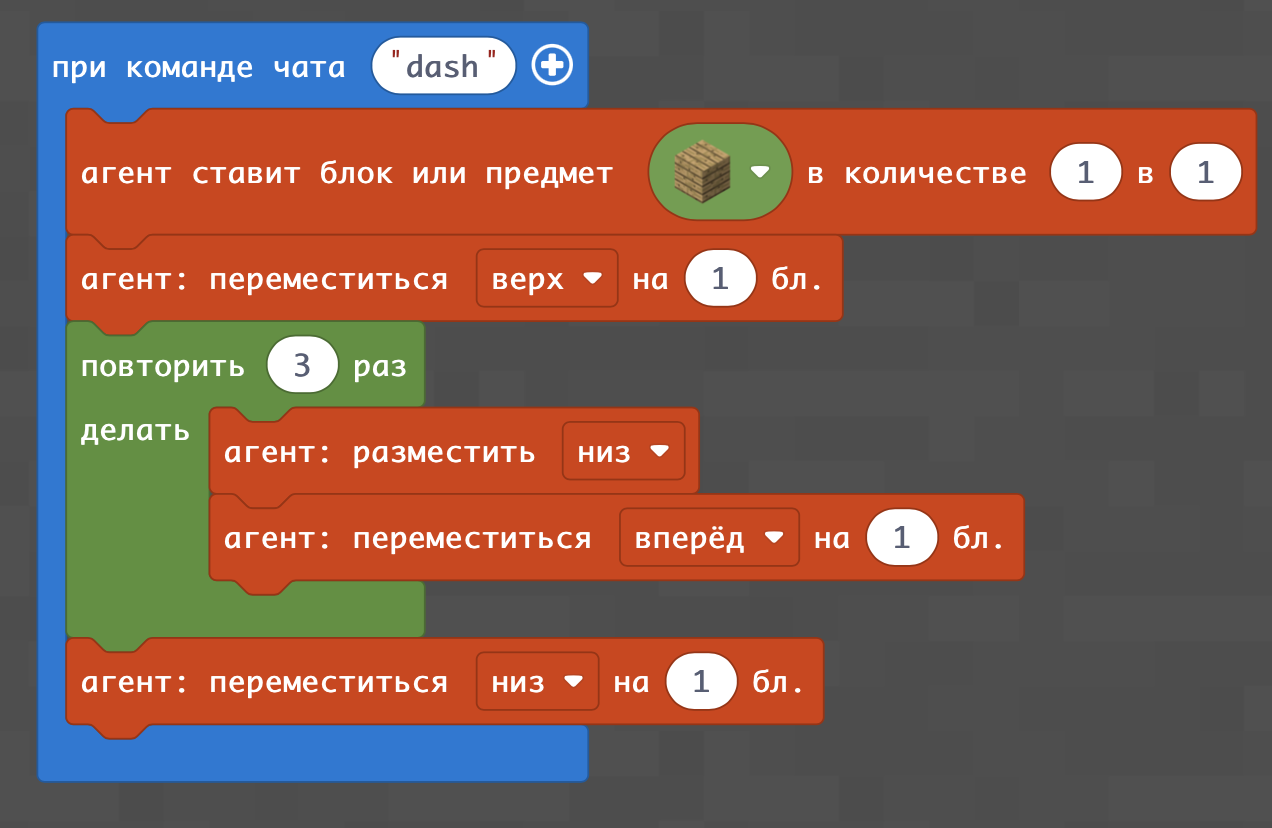 при команде чата "dash"
агент ставит блок или предмет в количестве 1 в 1
агент: переместиться верх на 1 бл.
повторить 3 раз
делать
агент: разместить низ
агент: переместиться вперёд на 1 бл.
агент: переместиться низ на 1 бл.